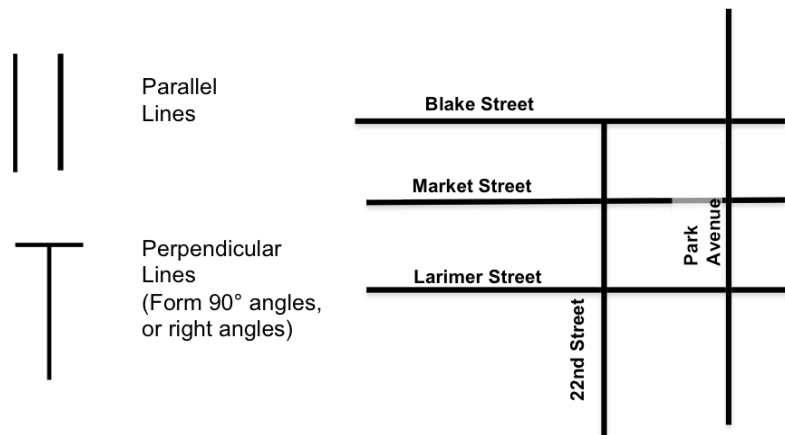 Parallel
Lines
Perpendicular
Lines
(Form 90° angles,
or right angles)
Blake Street
Market Street
Park
Avenue
Larimer Street
22nd Street